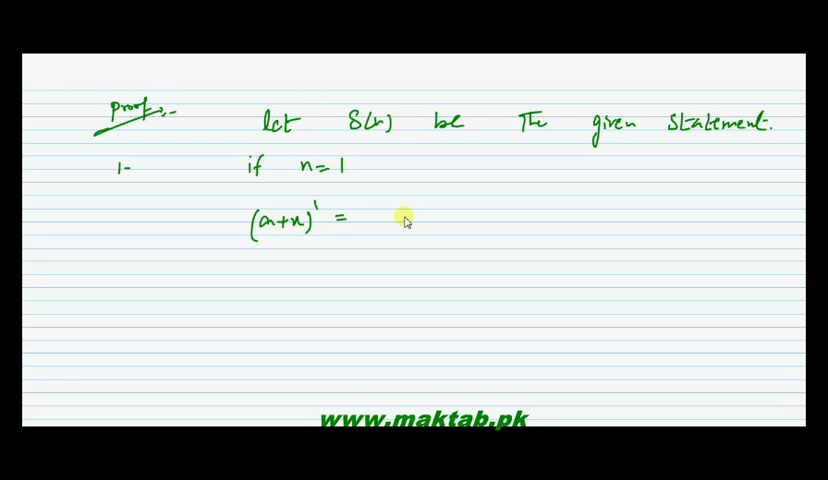 Proof:-
let S(n) be The given statement.
1- if n = 1
(a+x)¹ =
www.maktab.pk